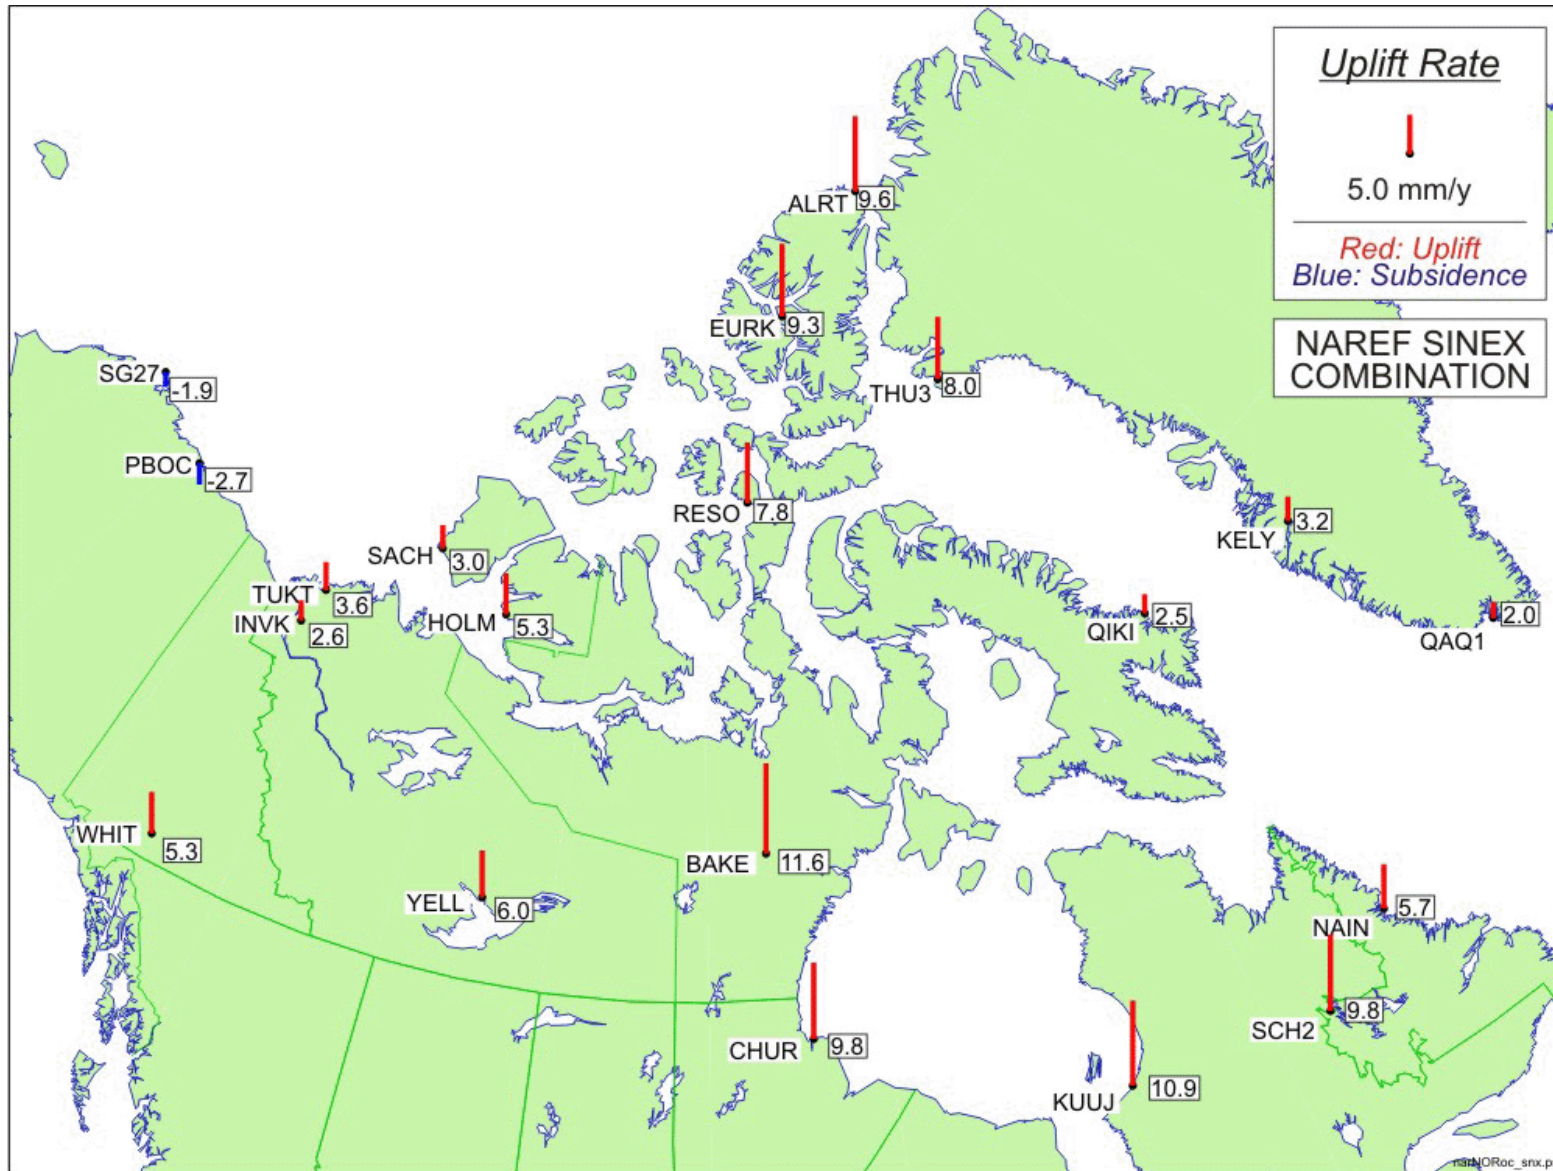 Uplift Rate
5.0 mm/y
Red: Uplift
Blue: Subsidence
NAREF SINEX
COMBINATION
ALRT 9.6
EURK 9.3
THU3 8.0
SG27 -1.9
PBOC -2.7
RESO 7.8
KELY 3.2
SACH 3.0
TUKT 3.6
INVK 2.6
HOLM 5.3
QIKI 2.5
QAQ1 2.0
WHIT 5.3
BAKE 11.6
YELL 6.0
NAIN 5.7
SCH2 9.8
CHUR 9.8
KUUJ 10.9